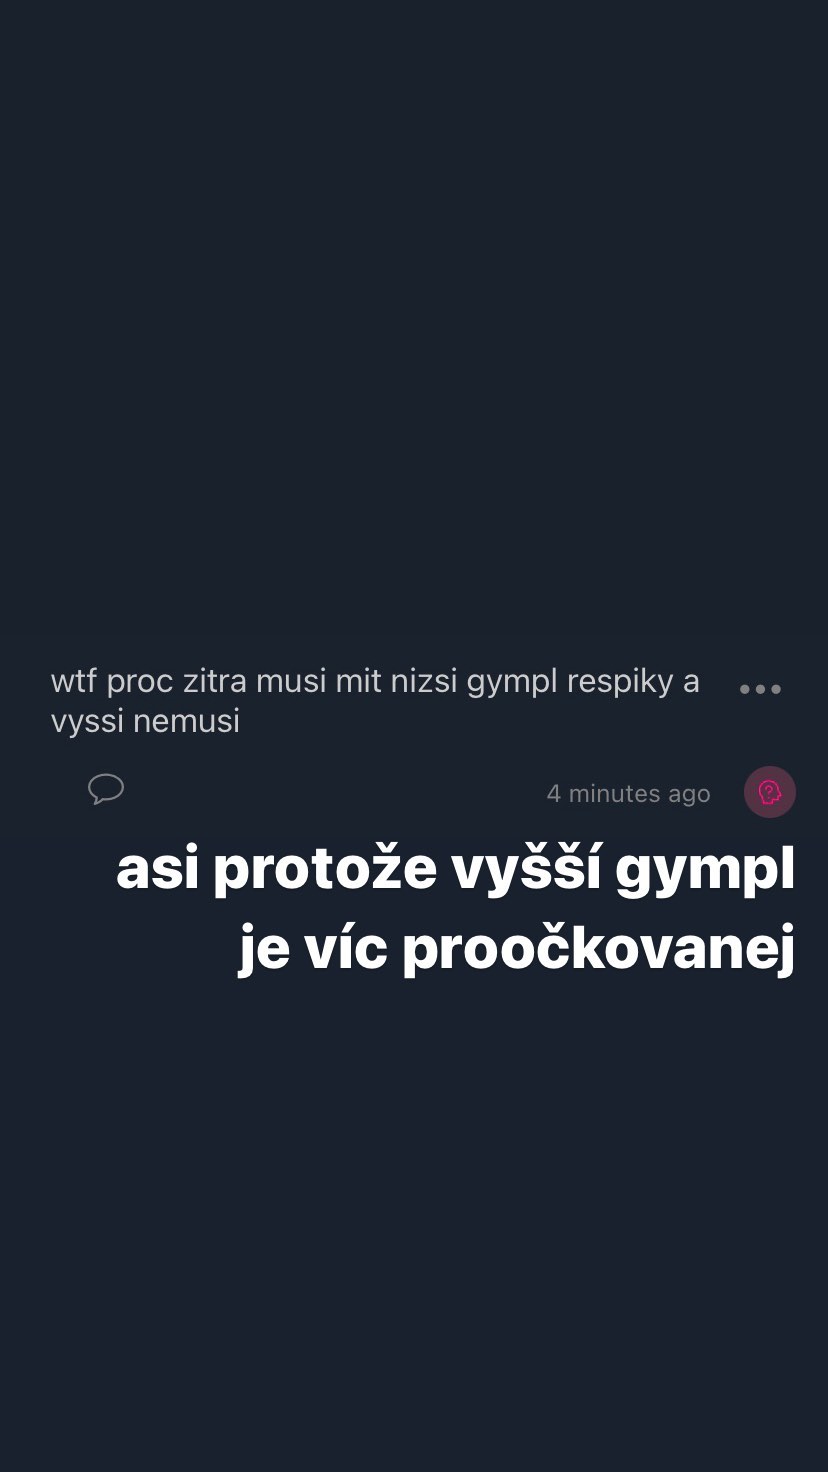 wtf proc zitra musi mit nizsi gympl respiky a
vyssi nemusi
4 minutes ago
asi protože vyšší gympl
je víc proočkovanej